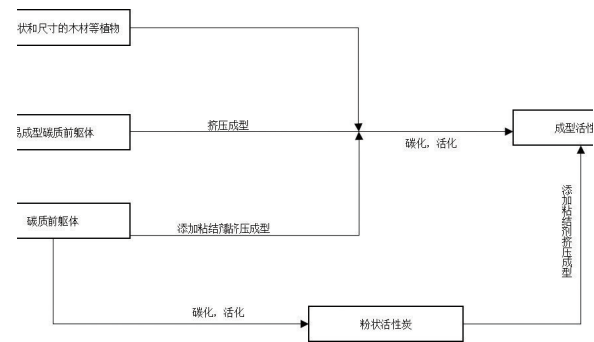 状和尺寸的木材等植物
易成型碳质前躯体
挤压成型
碳化，活化
成型活性
碳质前躯体
添加粘结剂挤压成型
添加粘结剂挤压成型
碳化，活化
粉状活性炭